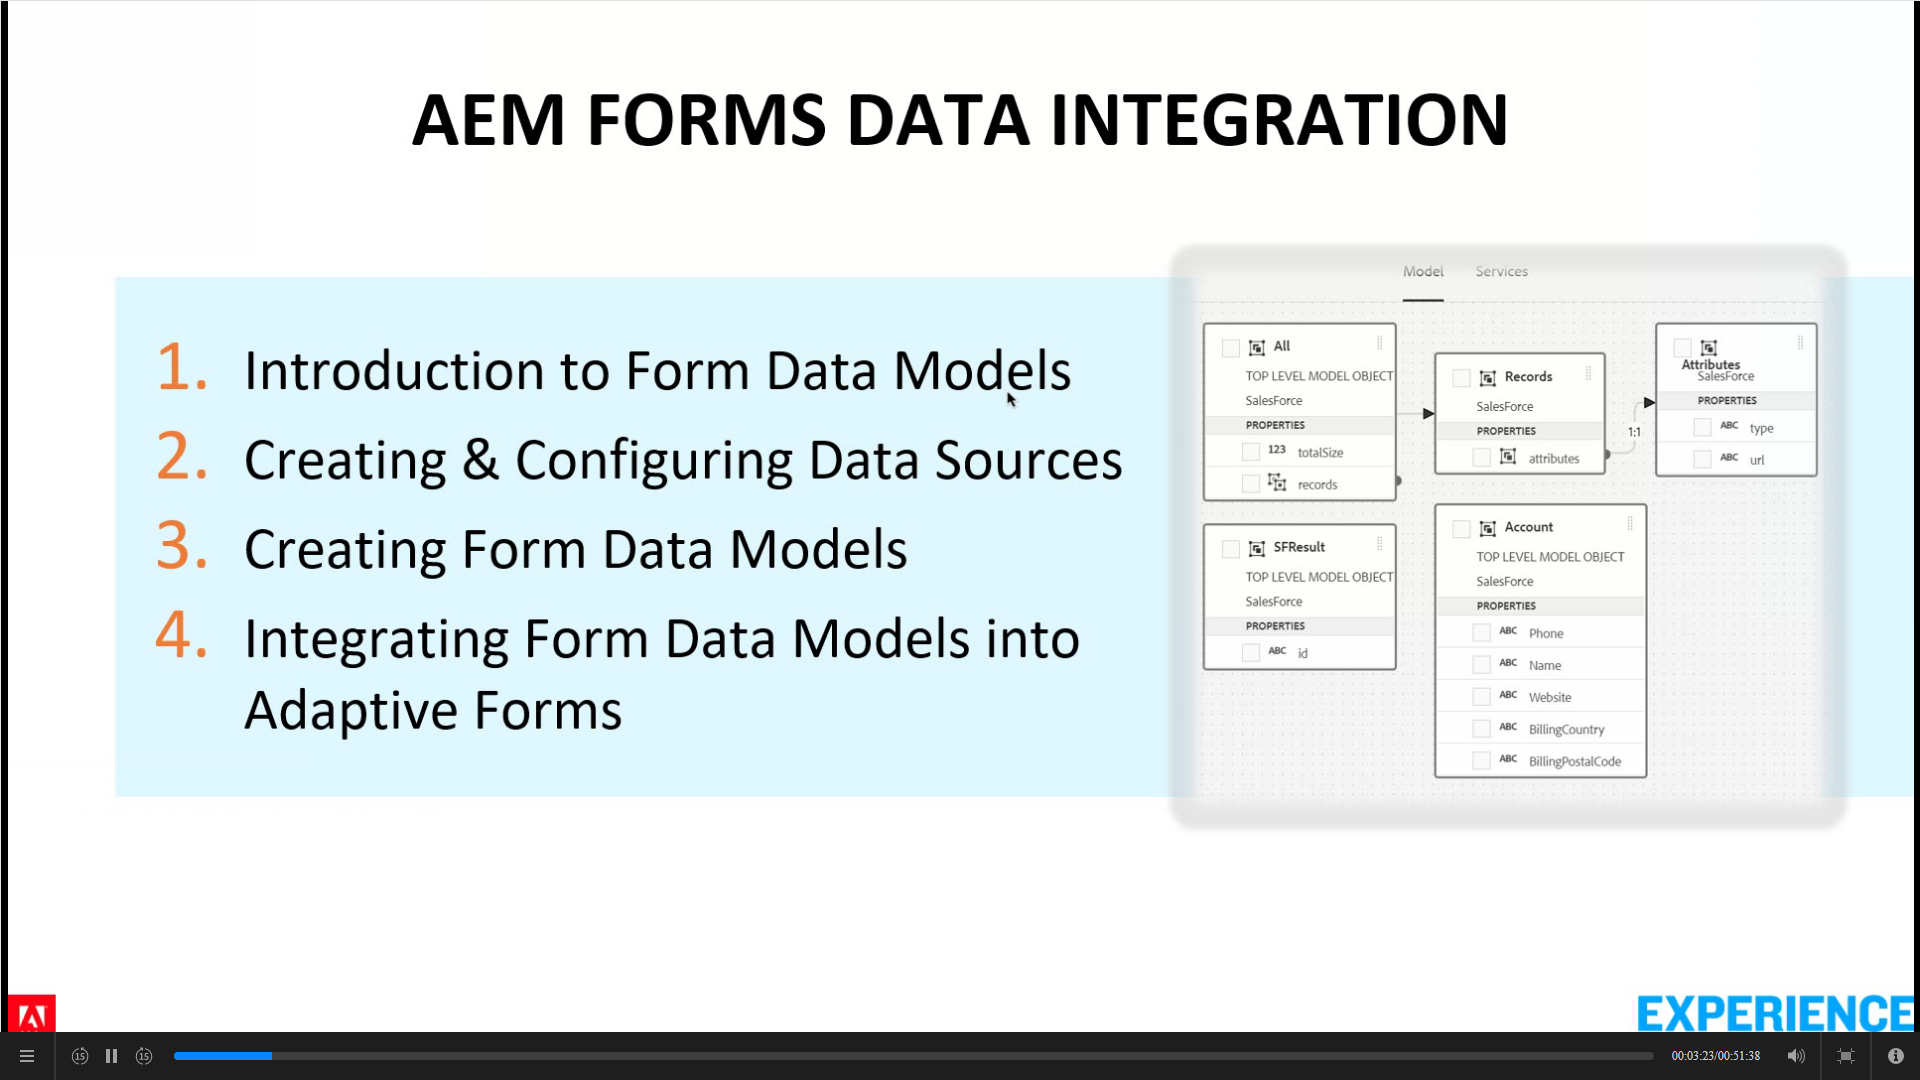 AEM FORMS DATA INTEGRATION
1. Introduction to Form Data Models
2. Creating & Configuring Data Sources
3. Creating Form Data Models
4. Integrating Form Data Models into
Adaptive Forms
Model Services
All
TOP LEVEL MODEL OBJECT
SalesForce
PROPERTIES
123 totalSize
records
Records
SalesForce
PROPERTIES
attributes
1:1
Attributes
SalesForce
PROPERTIES
ABC type
ABC url
SFResult
TOP LEVEL MODEL OBJECT
SalesForce
PROPERTIES
ABC id
Account
TOP LEVEL MODEL OBJECT
SalesForce
PROPERTIES
ABC Phone
ABC Name
ABC Website
ABC BillingCountry
ABC BillingPostalCode
EXPERIENCE
15 15 00:03:23/00:51:38